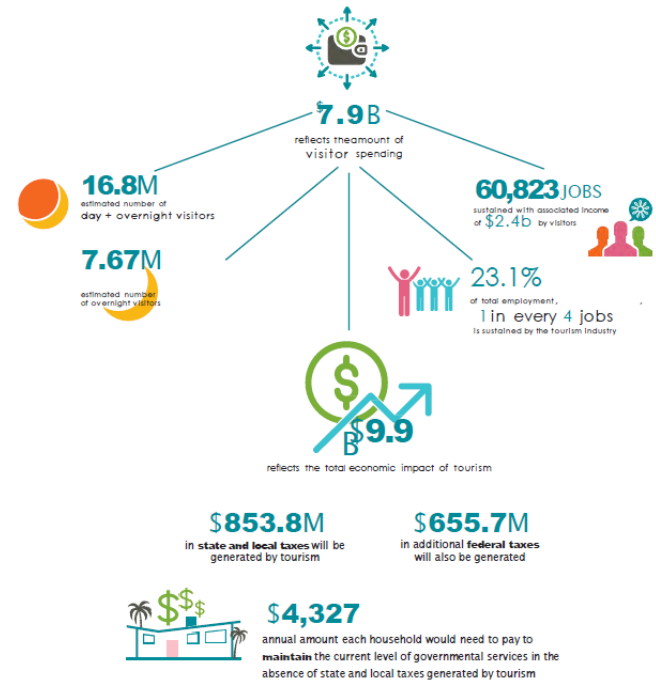 $7.9B
reflects theamount of
visitor spending
16.8M
estimated number of
day + overnight visitors
60,823 JOBS
sustained with associated income
of $2.4b by visitors
7.67M
estimated number
of overnight visitors
23.1%
of total employment,
1 in every 4 jobs
is sustained by the tourism industry
$
B$9.9
reflects the total economic impact of tourism
$853.8M
in state and local taxes will be
generated by tourism
$655.7M
in additional federal taxes
will also be generated
$$$
$4,327
annual amount each household would need to pay to
maintain the current level of governmental services in the
absence of state and local taxes generated by tourism